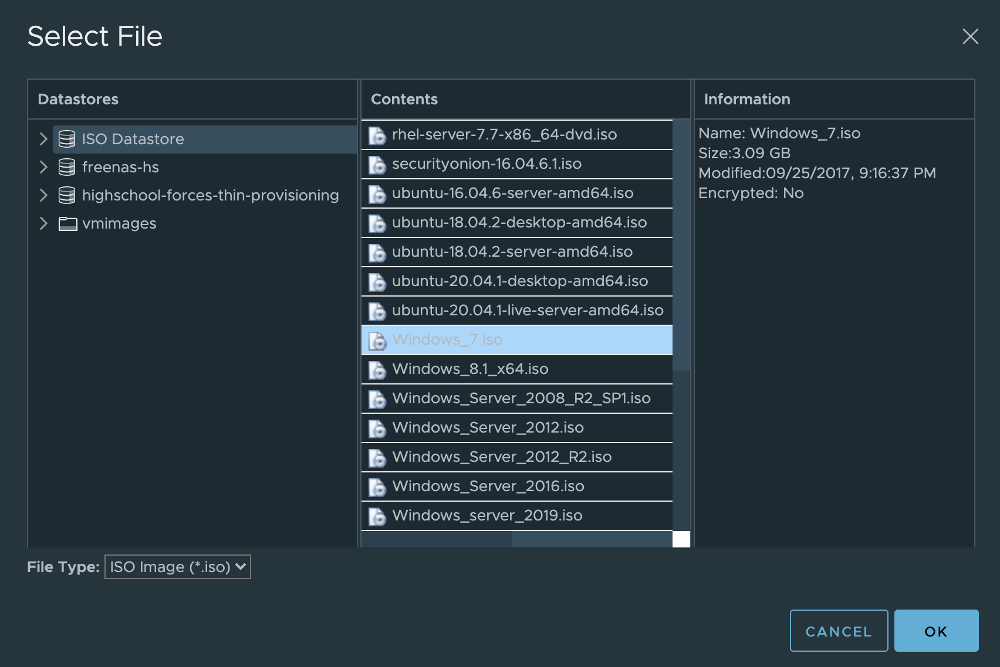 Select File
Datastores
ISO Datastore
freenas-hs
highschool-forces-thin-provisioning
vmimages
Contents
rhel-server-7.7-x86_64-dvd.iso
securityonion-16.04.6.1.iso
ubuntu-16.04.6-server-amd64.iso
ubuntu-18.04.2-desktop-amd64.iso
ubuntu-18.04.2-server-amd64.iso
ubuntu-20.04.1-desktop-amd64.iso
ubuntu-20.04.1-live-server-amd64.iso
Windows_7.iso
Windows_8.1_x64.iso
Windows_Server_2008_R2_SP1.iso
Windows_Server_2012.iso
Windows_Server_2012_R2.iso
Windows_Server_2016.iso
Windows_server_2019.iso
Information
Name: Windows_7.iso
Size:3.09 GB
Modified:09/25/2017, 9:16:37 PM
Encrypted: No
File Type: ISO Image (*.iso)
CANCEL
OK